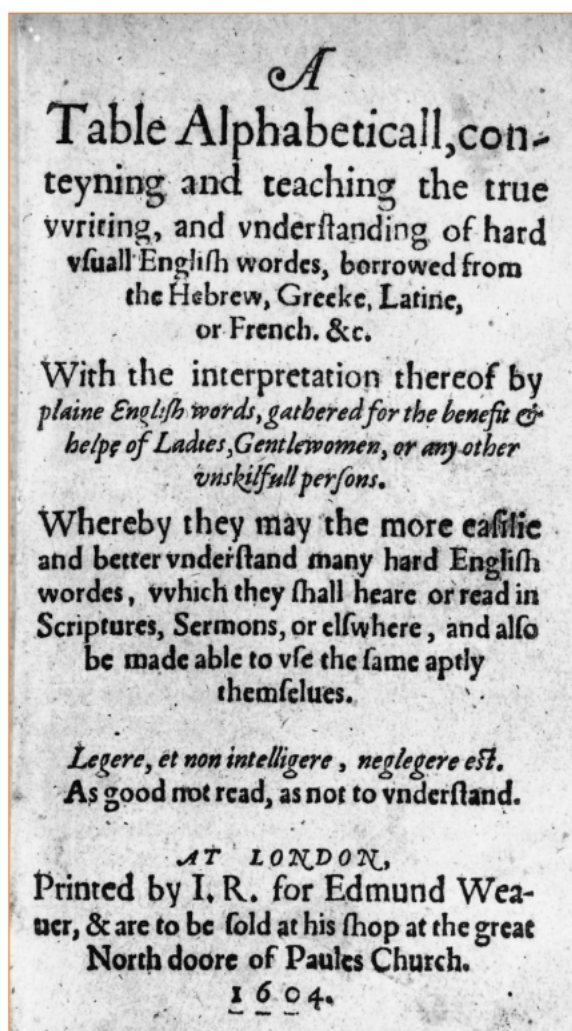 A
Table Alphabeticall, con-
teyning and teaching the true
vvriting, and vnderſtanding of hard
vſuall Engliſh wordes, borrowed from
the Hebrew, Greeke, Latine,
or French. &c.
With the interpretation thereof by
plaine Engliſh words, gathered for the benefit &
helpe of Ladies, Gentlewomen, or any other
vnskilfull perſons.
Whereby they may the more eaſilie
and better vnderſtand many hard Engliſh
wordes, vvhich they ſhall heare or read in
Scriptures, Sermons, or elſwhere, and alſo
be made able to vſe the ſame aptly
themſelues.
Legere, et non intelligere, neglegere eſt.
As good not read, as not to vnderſtand.
AT LONDON,
Printed by I. R. for Edmund Wea-
uer, & are to be ſold at his ſhop at the great
North doore of Paules Church.
1604.